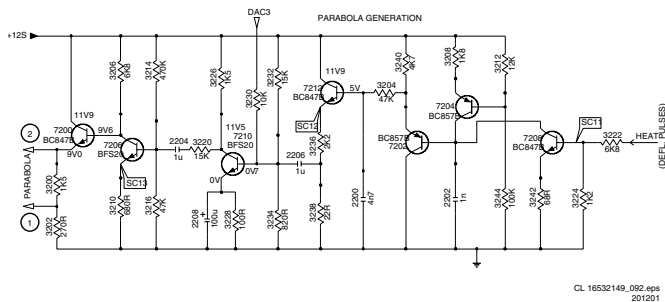 DAC3
PARABOLA GENERATION
+12S
3206
6K8
3214
470K
3226
1K5
3230
10K
3232
15K
11V9
7212
BC847B
5V
3204
47K
3240
4K7
3208
1K8
3212
12K
11V9
7200
BC847B
9V6
7206
BFS20
2204
1u
3220
15K
11V5
7210
BFS20
SC12
3236
2K2
7204
BC857B
BC857B
7202
7208
BC847B
SC11
3222
6K8
HEATER
(DEFL. PULSES)
2
9V0
PARABOLA
3200
1K5
SC13
0V7
2206
1u
0V
1
3202
270R
3210
680R
3216
47K
2208
100u
3228
100R
3234
820R
3238
22R
2200
4n7
2202
1n
3244
100K
3242
68R
3224
1K2
CL 16532149_092.eps
201201